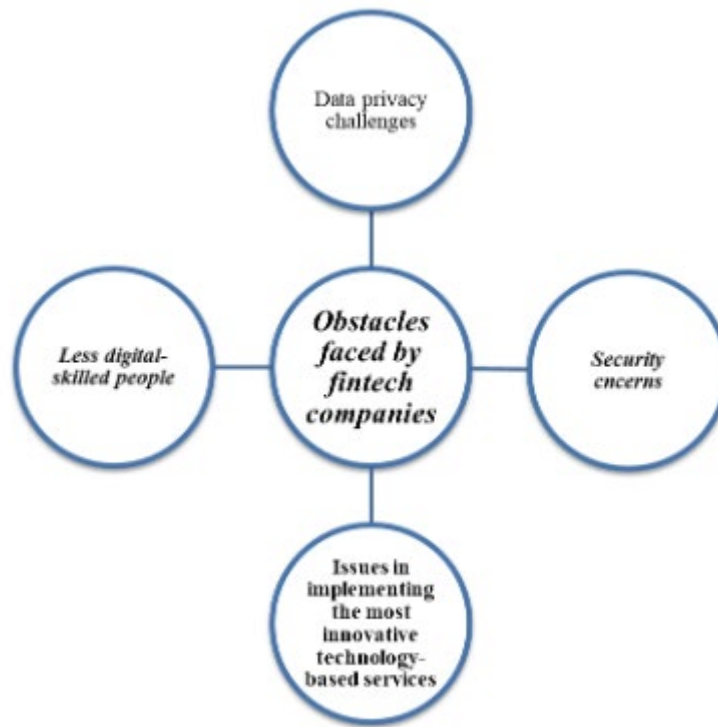 Data privacy
challenges
Less digital-
skilled people
Obstacles
faced by
fintech
companies
Security
cncerns
Issues in
implementing
the most
innovative
technology-
based services